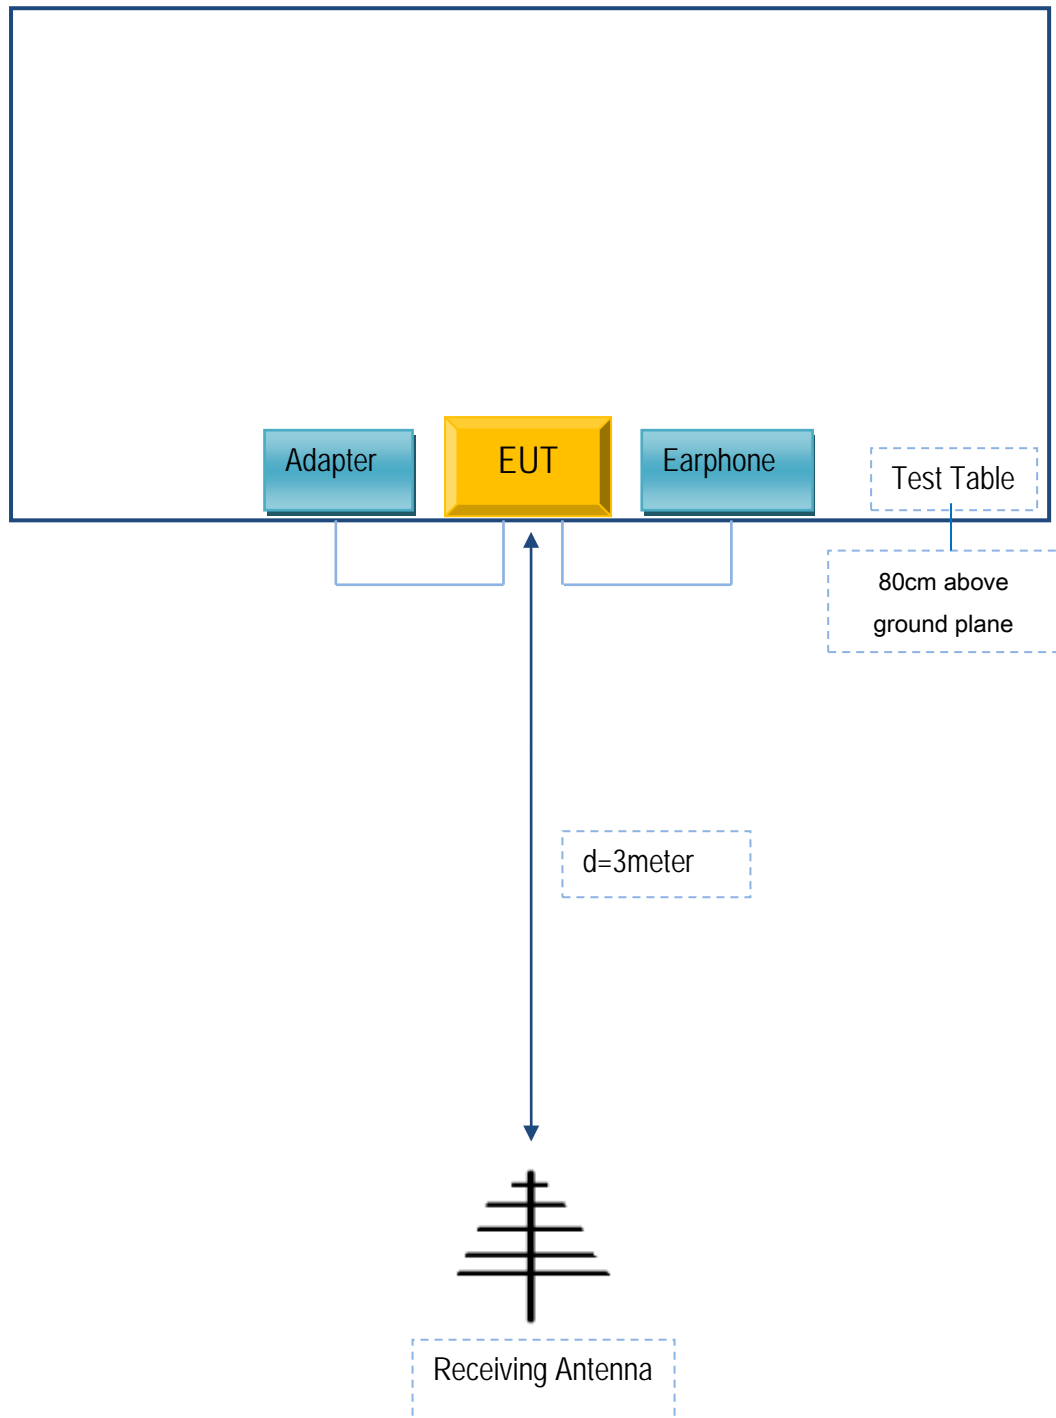 Adapter
EUT
Earphone
Test Table
80cm above
ground plane
d=3meter
Receiving Antenna